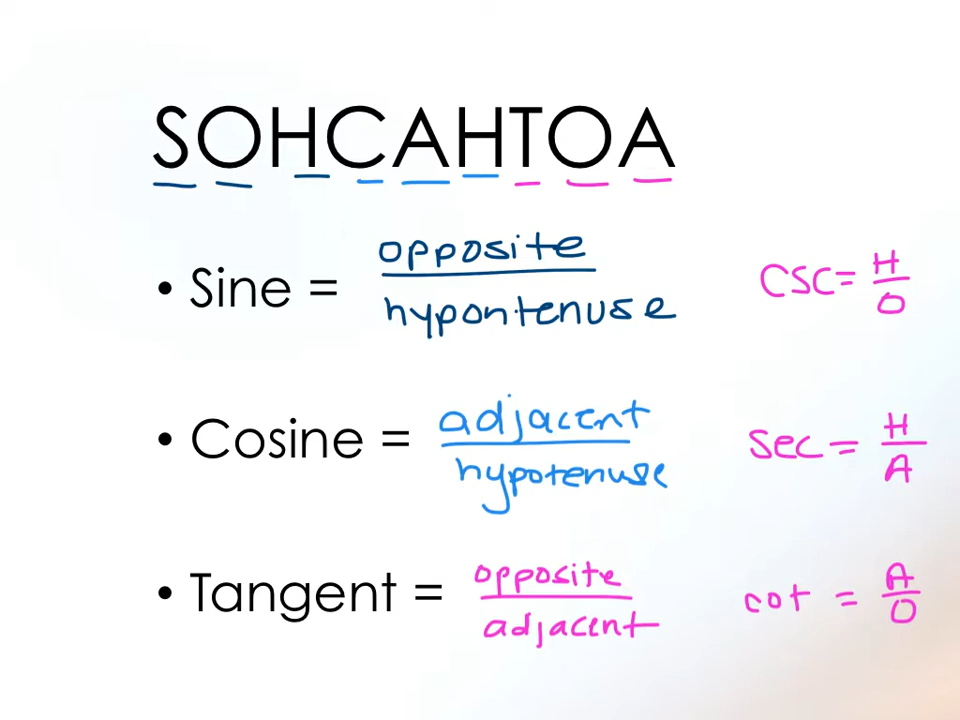 SOHCAHTOA
• Sine = opposite / hypontenuse csc = H / O
• Cosine = adjacent / hypotenuse sec = H / A
• Tangent = opposite / adjacent cot = A / O